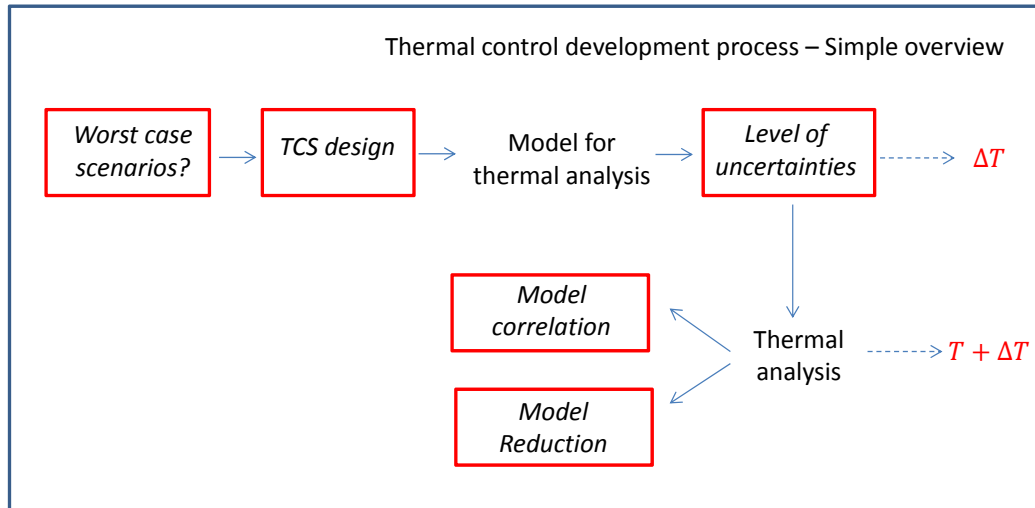 Thermal control development process – Simple overview
Worst case
scenarios?
TCS design
Model for
thermal analysis
Level of
uncertainties
ΔT
Model
correlation
Thermal
analysis
T + ΔT
Model
Reduction